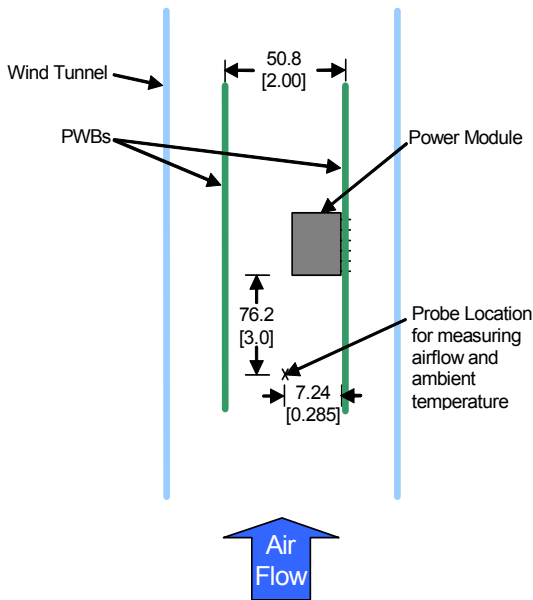 50.8
[2.00]
Wind Tunnel
PWBs
Power Module
76.2
[3.0]
Probe Location
for measuring
airflow and
ambient
temperature
x
7.24
[0.285]
Air
Flow